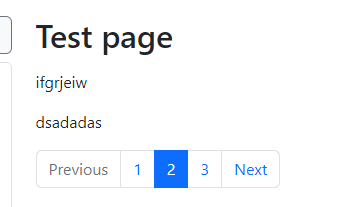 Test page
ifgrjeiw
dsadadas
Previous 1 2 3 Next